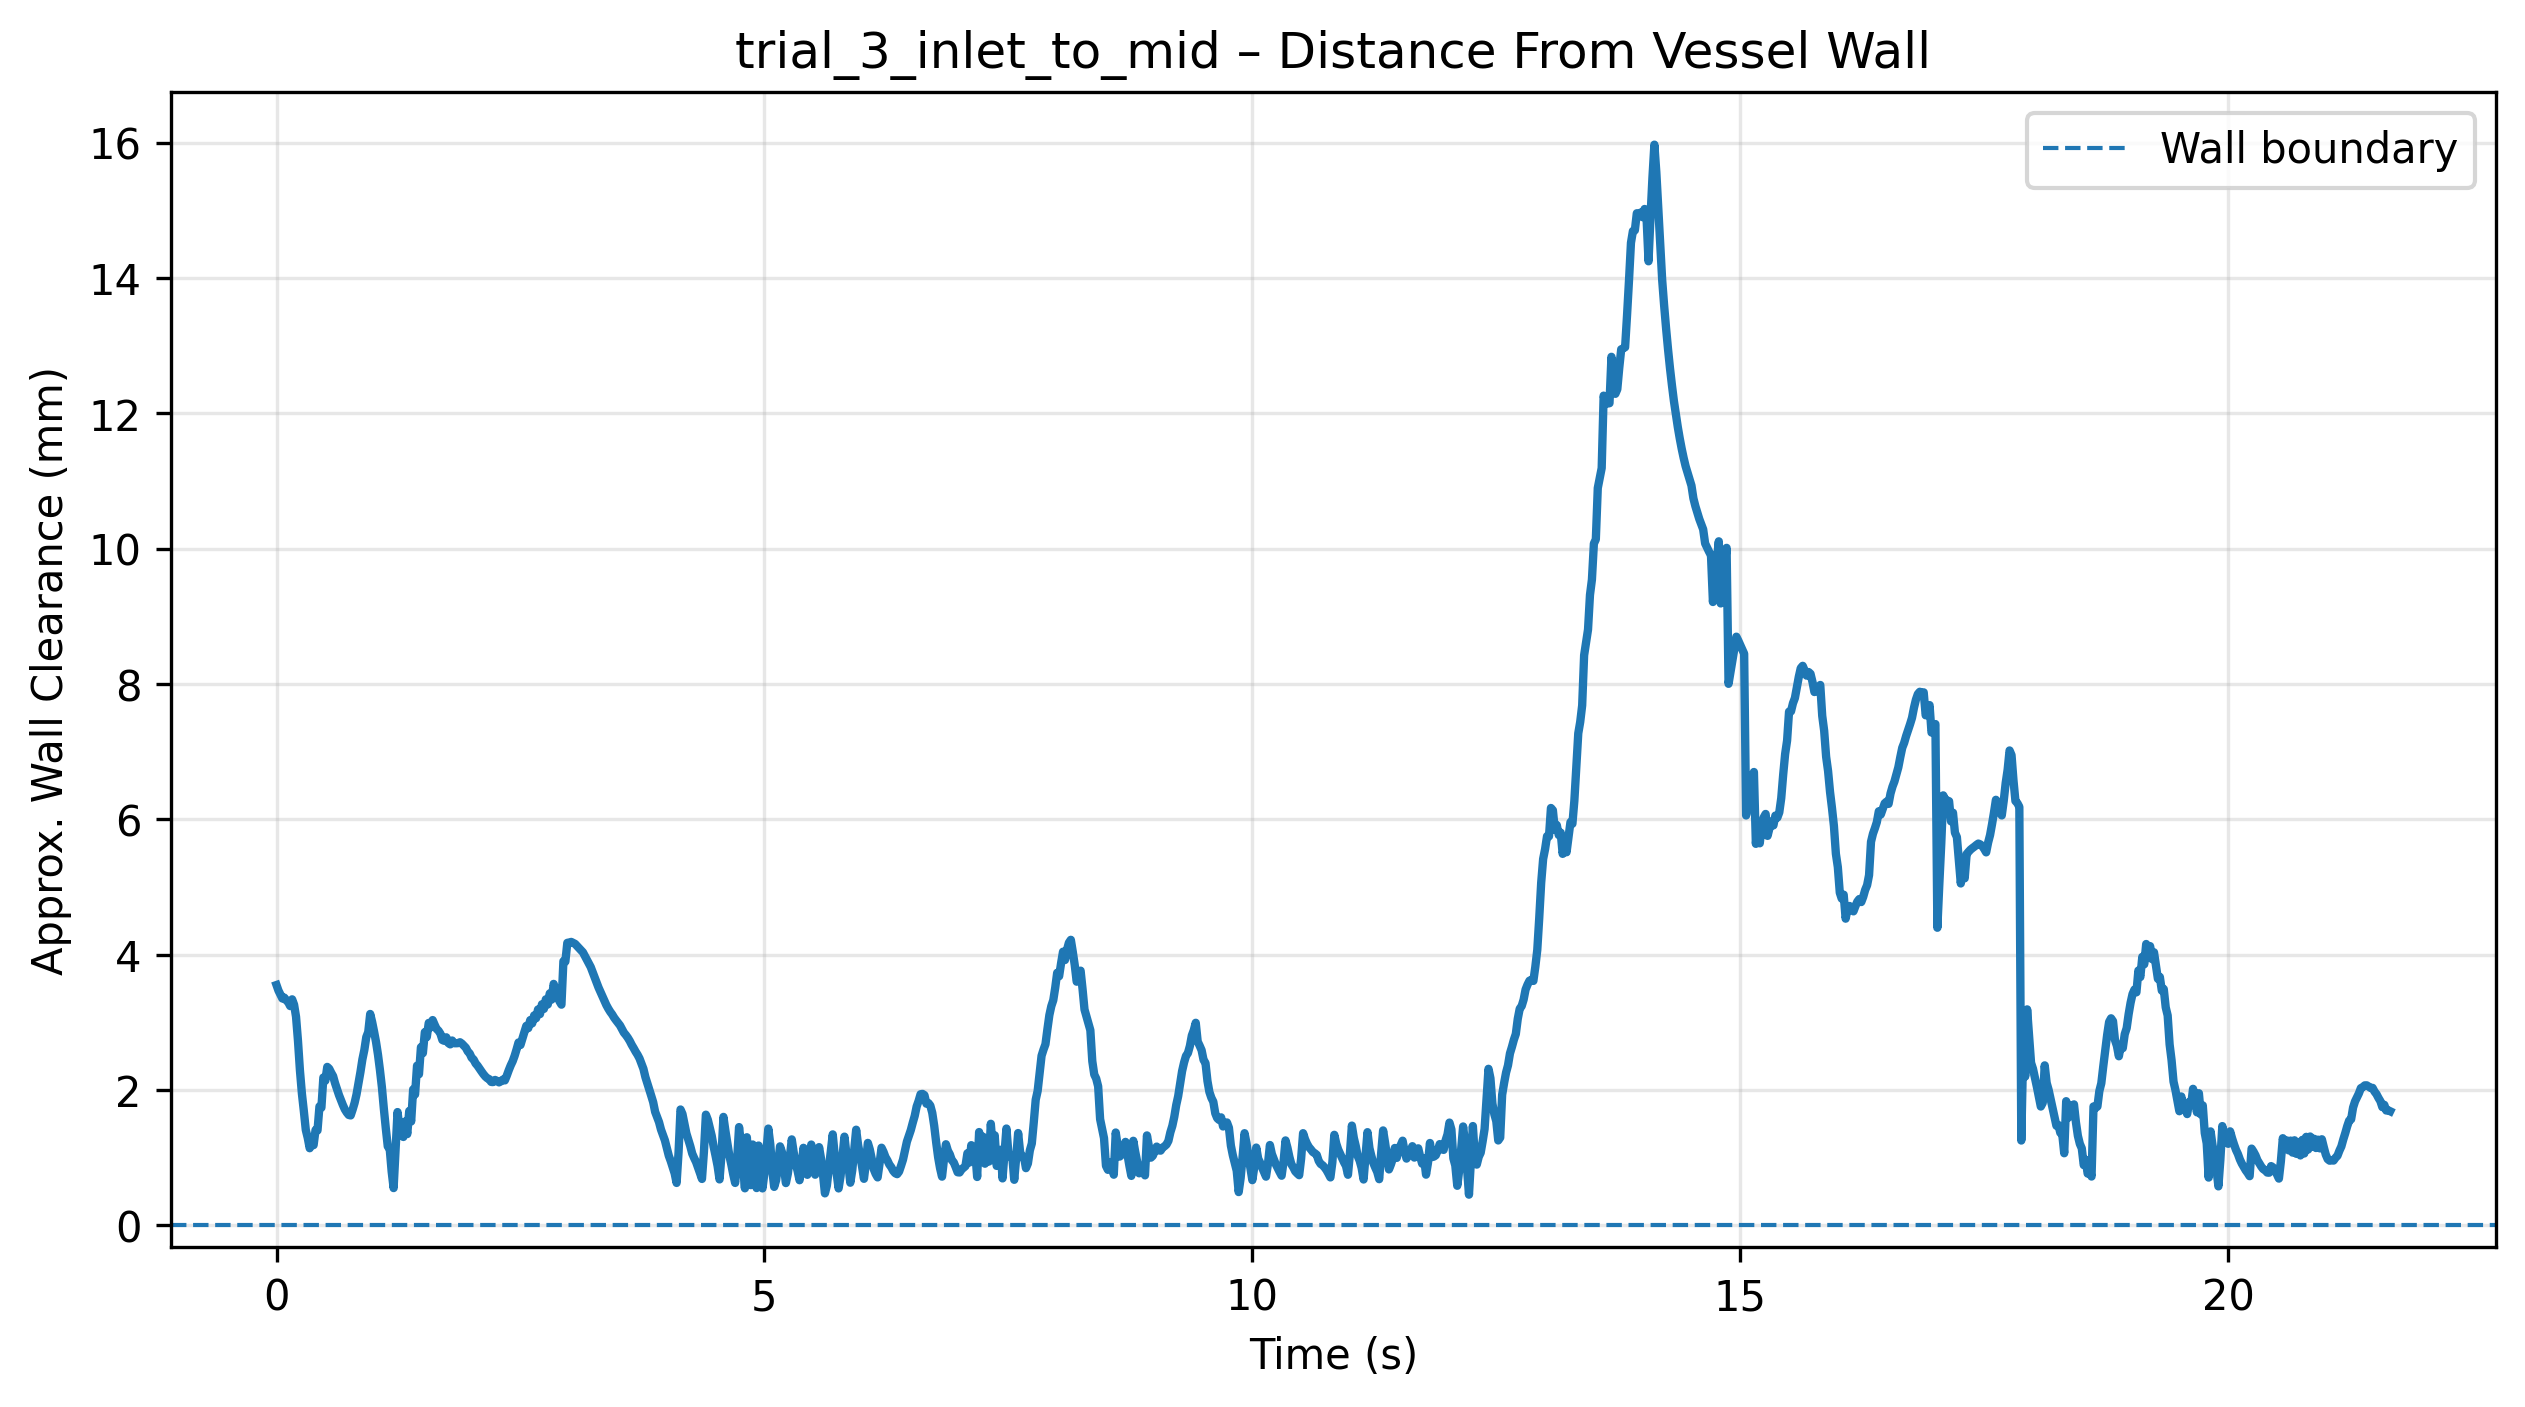 trial_3_inlet_to_mid – Distance From Vessel Wall
Wall boundary
Approx. Wall Clearance (mm)
16
14
12
10
8
6
4
2
0
0 5 10 15 20
Time (s)